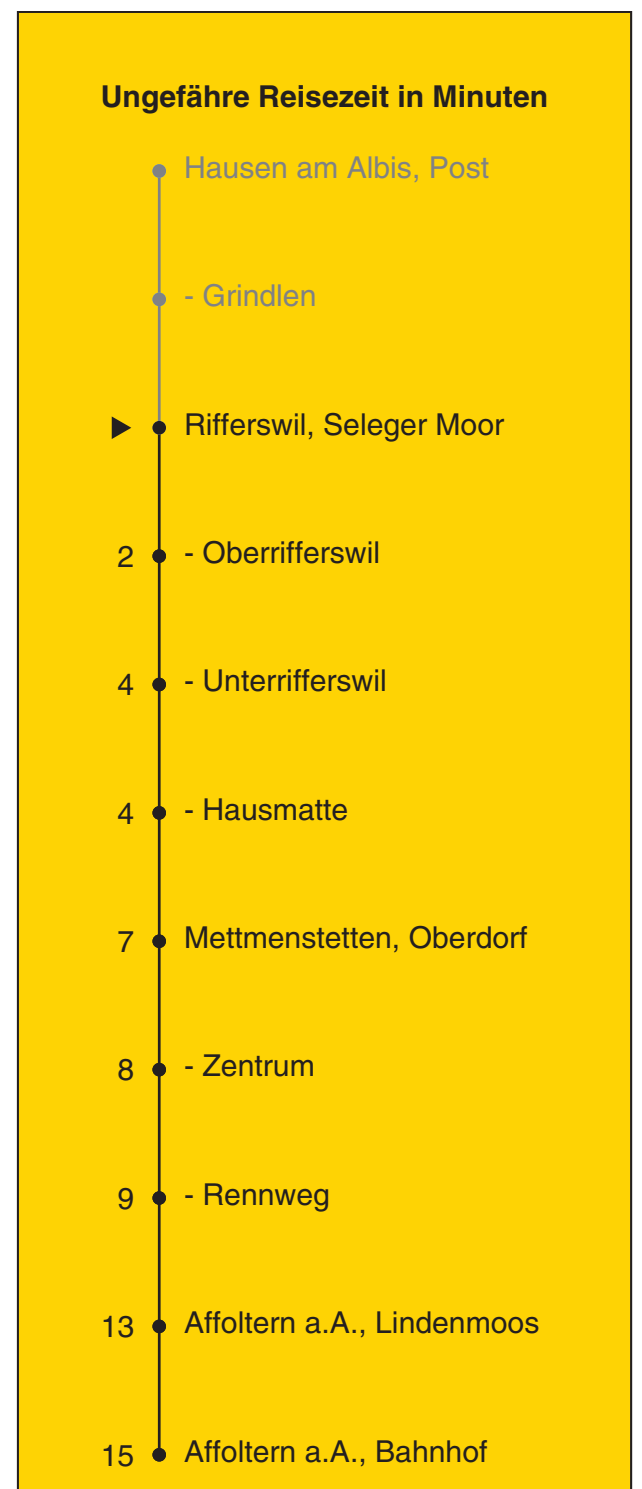 Ungefähre Reisezeit in Minuten
Hausen am Albis, Post
- Grindlen
Rifferswil, Seleger Moor
2 - Oberrifferswil
4 - Unterrifferswil
4 - Hausmatte
7 Mettmenstetten, Oberdorf
8 - Zentrum
9 - Rennweg
13 Affoltern a.A., Lindenmoos
15 Affoltern a.A., Bahnhof